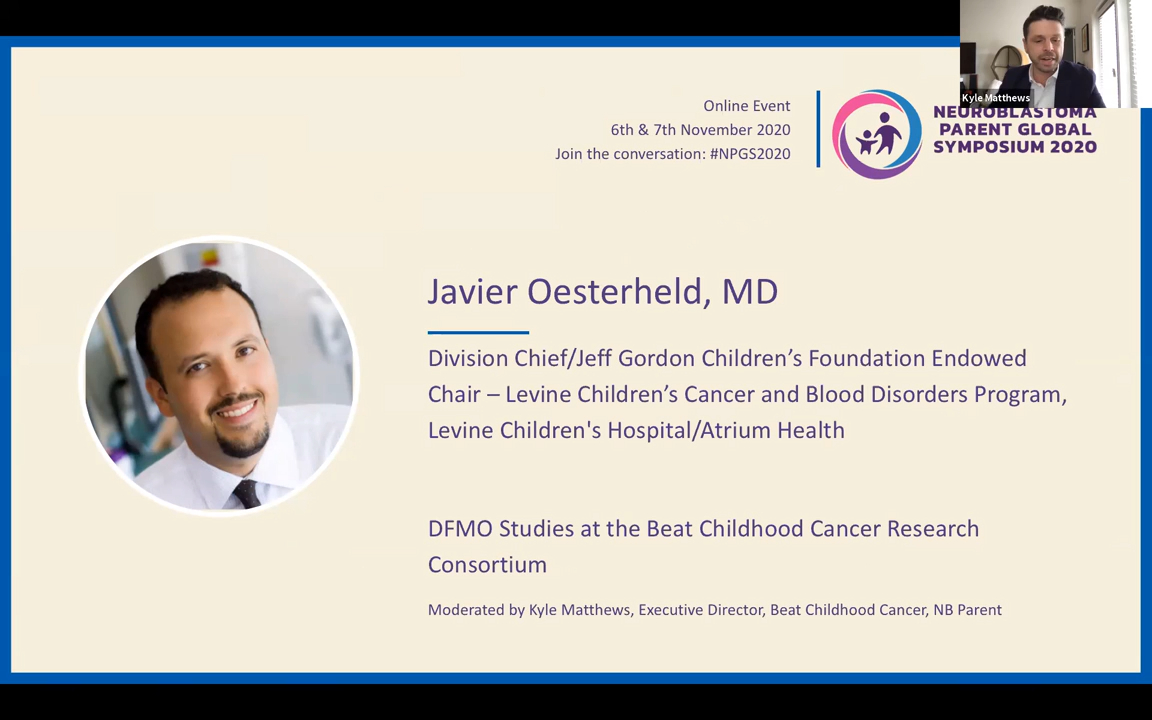 Kyle Matthews
Online Event
6th & 7th November 2020
Join the conversation: #NPGS2020
NEUROBLASTOMA
PARENT GLOBAL
SYMPOSIUM 2020
Javier Oesterheld, MD
Division Chief/Jeff Gordon Children’s Foundation Endowed
Chair – Levine Children’s Cancer and Blood Disorders Program,
Levine Children's Hospital/Atrium Health
DFMO Studies at the Beat Childhood Cancer Research
Consortium
Moderated by Kyle Matthews, Executive Director, Beat Childhood Cancer, NB Parent